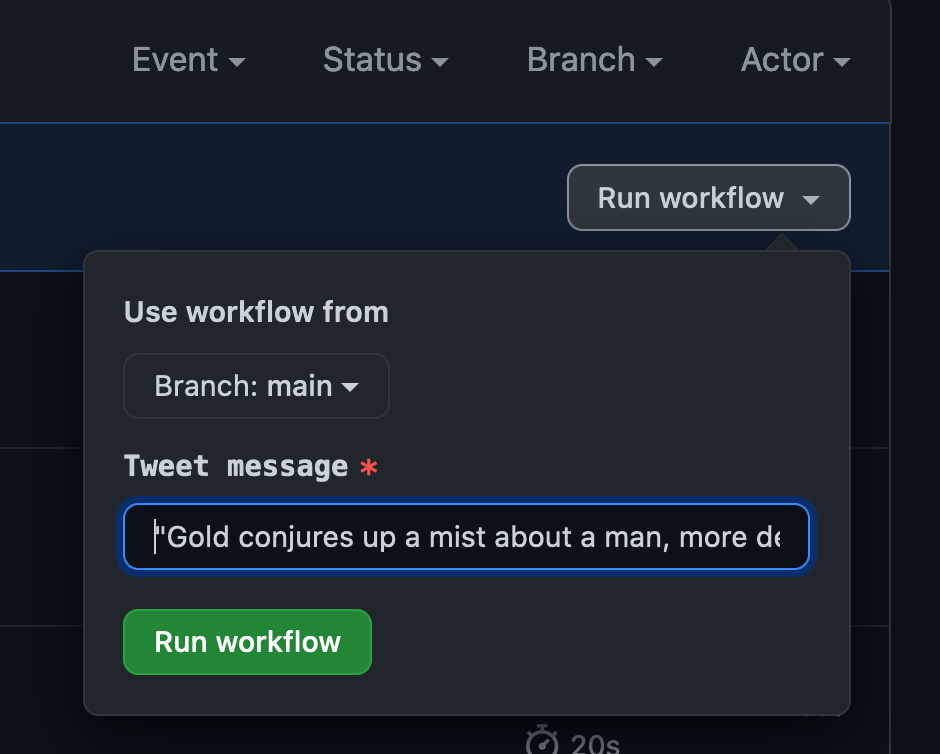 Event Status Branch Actor
Run workflow
Use workflow from
Branch: main
Tweet message *
"Gold conjures up a mist about a man, more
Run workflow
20s